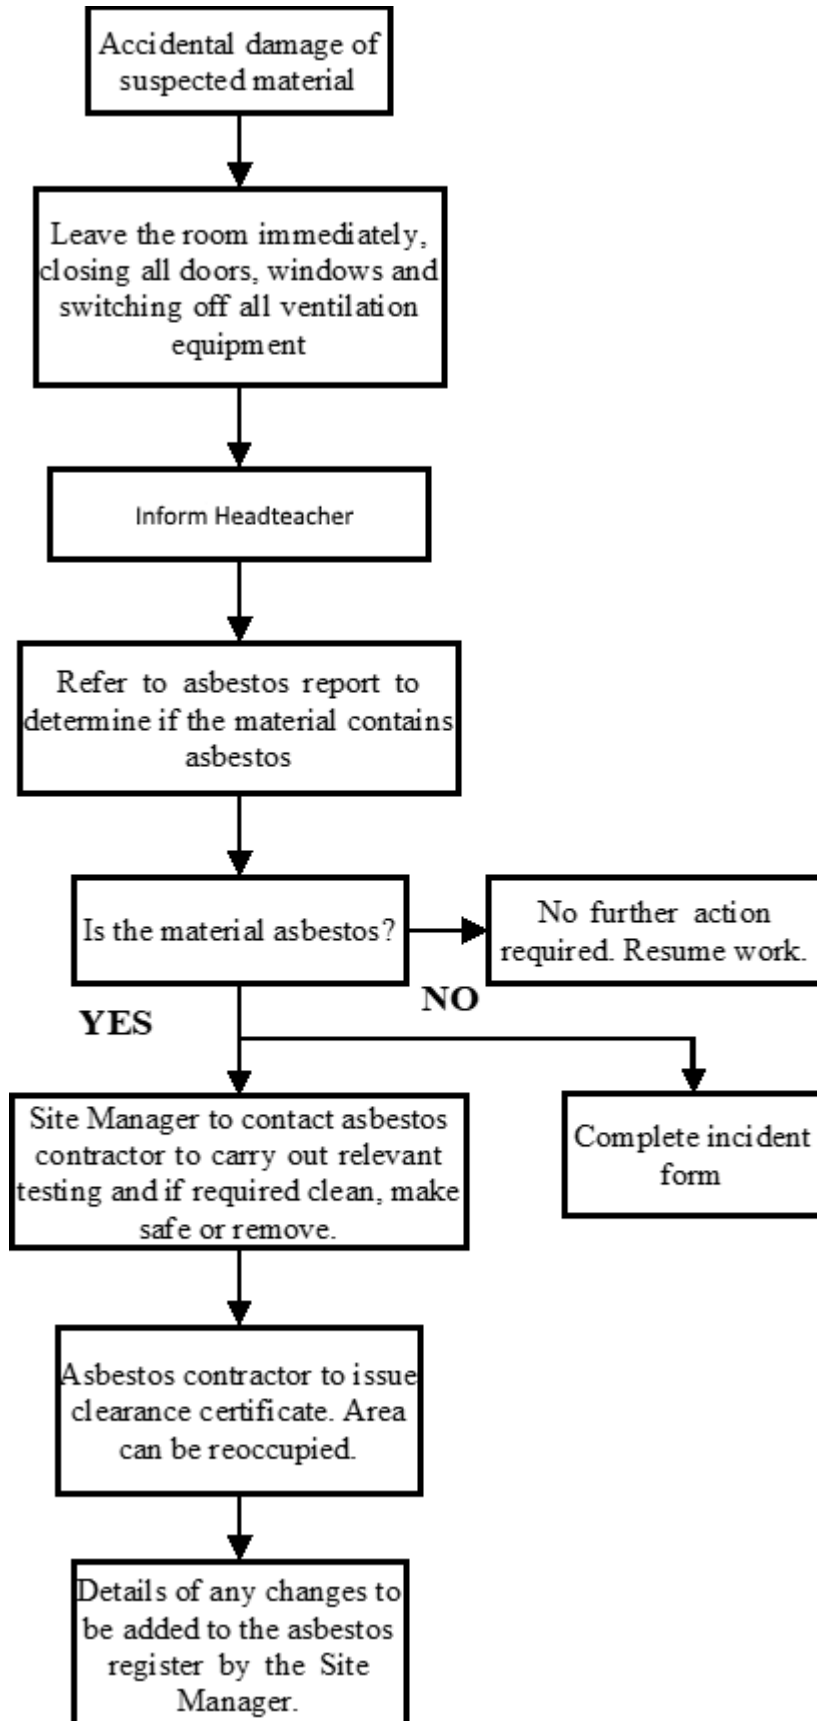 Accidental damage of
suspected material
Leave the room immediately,
closing all doors, windows and
switching off all ventilation
equipment
Inform Headteacher
Refer to asbestos report to
determine if the material contains
asbestos
Is the material asbestos?
No further action
required. Resume work.
NO
YES
Site Manager to contact asbestos
contractor to carry out relevant
testing and if required clean, make
safe or remove.
Complete incident
form
Asbestos contractor to issue
clearance certificate. Area
can be reoccupied.
Details of any changes to
be added to the asbestos
register by the Site
Manager.